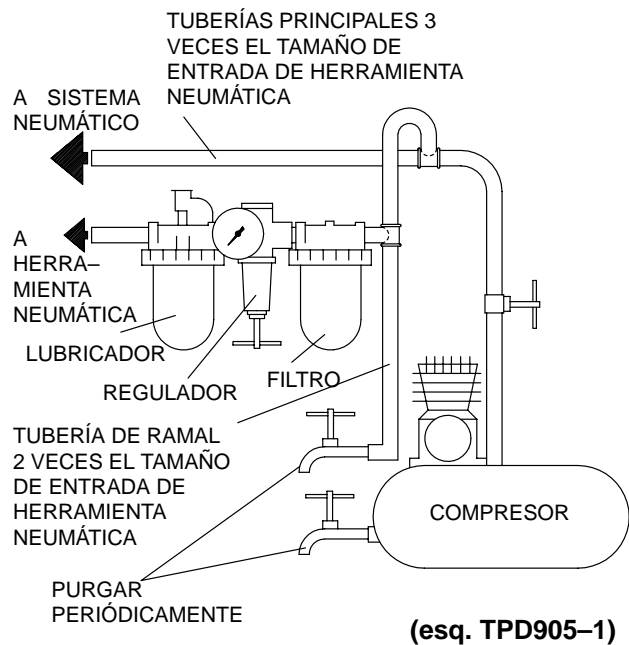 TUBERÍAS PRINCIPALES 3
VECES EL TAMAÑO DE
ENTRADA DE HERRAMIENTA
NEUMÁTICA
A SISTEMA
NEUMÁTICO
A
HERRA–
MIENTA
NEUMÁTICA
LUBRICADOR
REGULADOR
FILTRO
TUBERÍA DE RAMAL
2 VECES EL TAMAÑO
DE ENTRADA DE
HERRAMIENTA
NEUMÁTICA
COMPRESOR
PURGAR
PERIÓDICAMENTE
(esq. TPD905–1)